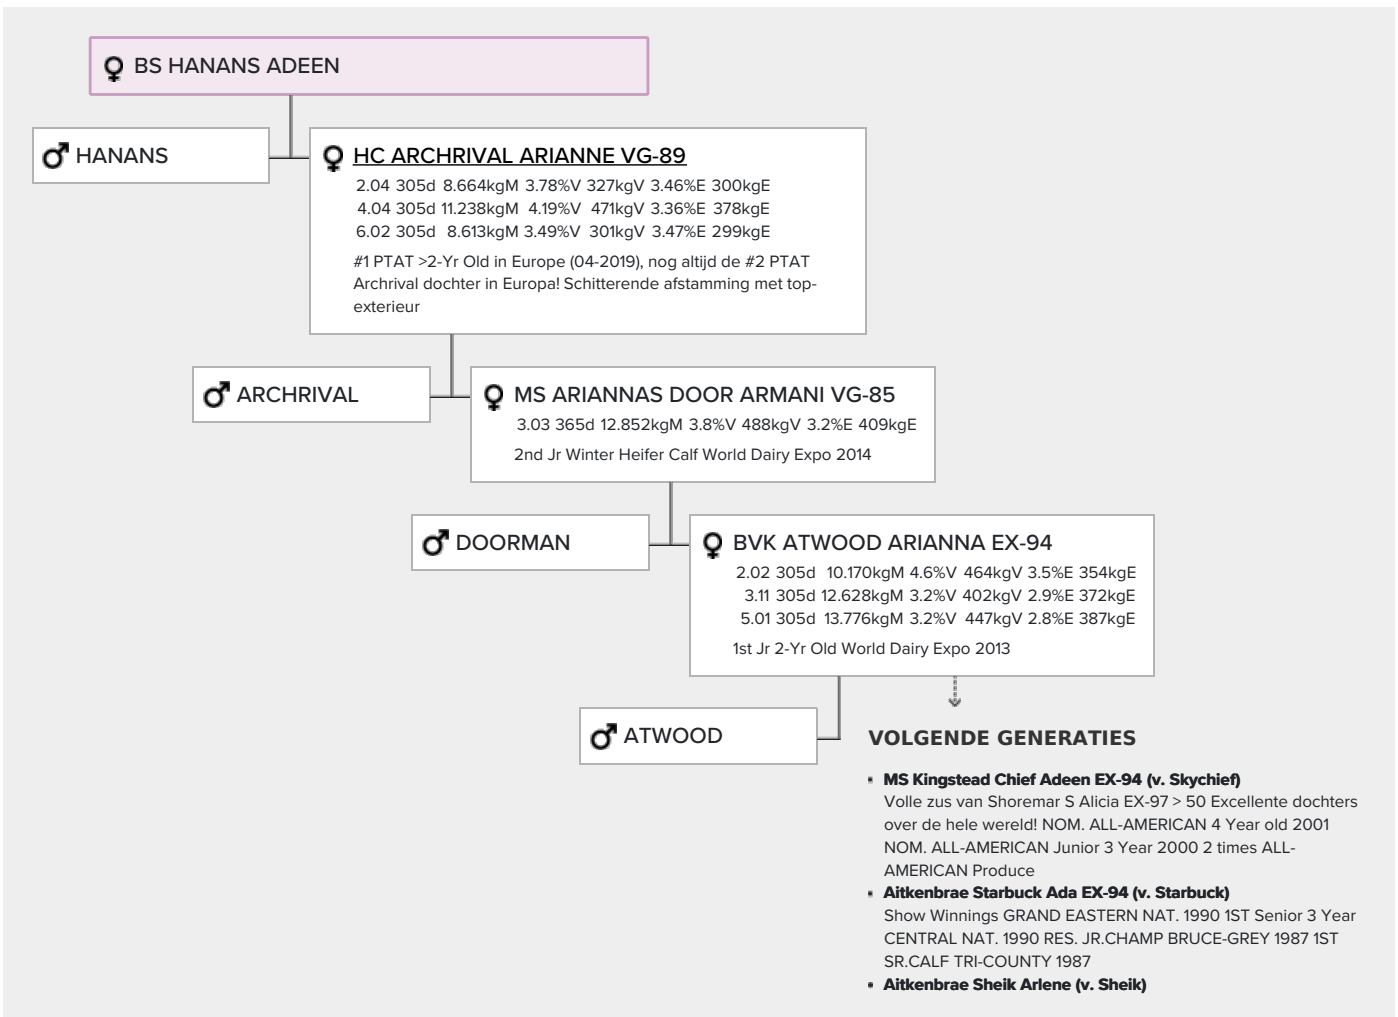 BS HANANS ADEEN
HANANS
HC ARCHRIVAL ARIANNE VG-89
2.04 305d 8.664kgM 3.78%V 327kgV 3.46%E 300kgE
4.04 305d 11.238kgM 4.19%V 471kgV 3.36%E 378kgE
6.02 305d 8.613kgM 3.49%V 301kgV 3.47%E 299kgE
#1 PTAT >2-Yr Old in Europe (04-2019), nog altijd de #2 PTAT
Archrival dochter in Europa! Schitterende afstamming met top-
exterieur
ARCHRIVAL
MS ARIANNAS DOOR ARMANI VG-85
3.03 365d 12.852kgM 3.8%V 488kgV 3.2%E 409kgE
2nd Jr Winter Heifer Calf World Dairy Expo 2014
DOORMAN
BVK ATWOOD ARIANNA EX-94
2.02 305d 10.170kgM 4.6%V 464kgV 3.5%E 354kgE
3.11 305d 12.628kgM 3.2%V 402kgV 2.9%E 372kgE
5.01 305d 13.776kgM 3.2%V 447kgV 2.8%E 387kgE
1st Jr 2-Yr Old World Dairy Expo 2013
ATWOOD
VOLGENDE GENERATIES
▪ MS Kingstead Chief Adeen EX-94 (v. Skychief)
Volle zus van Shoremar S Alicia EX-97 > 50 Excellente dochters
over de hele wereld! NOM. ALL-AMERICAN 4 Year old 2001
NOM. ALL-AMERICAN Junior 3 Year 2000 2 times ALL-
AMERICAN Produce
▪ Aitkenbrae Starbuck Ada EX-94 (v. Starbuck)
Show Winnings GRAND EASTERN NAT. 1990 1ST Senior 3 Year
CENTRAL NAT. 1990 RES. JR.CHAMP BRUCE-GREY 1987 1ST
SR.CALF TRI-COUNTY 1987
▪ Aitkenbrae Sheik Arlene (v. Sheik)